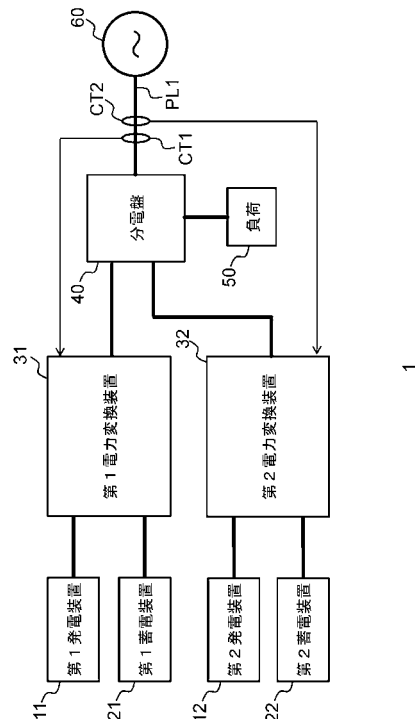 60
CT2
PL1
CT1
分電盤
40
負荷
50
31
第1電力変換装置
32
第2電力変換装置
第1発電装置
11
第1蓄電装置
21
第2発電装置
12
第2蓄電装置
22
1